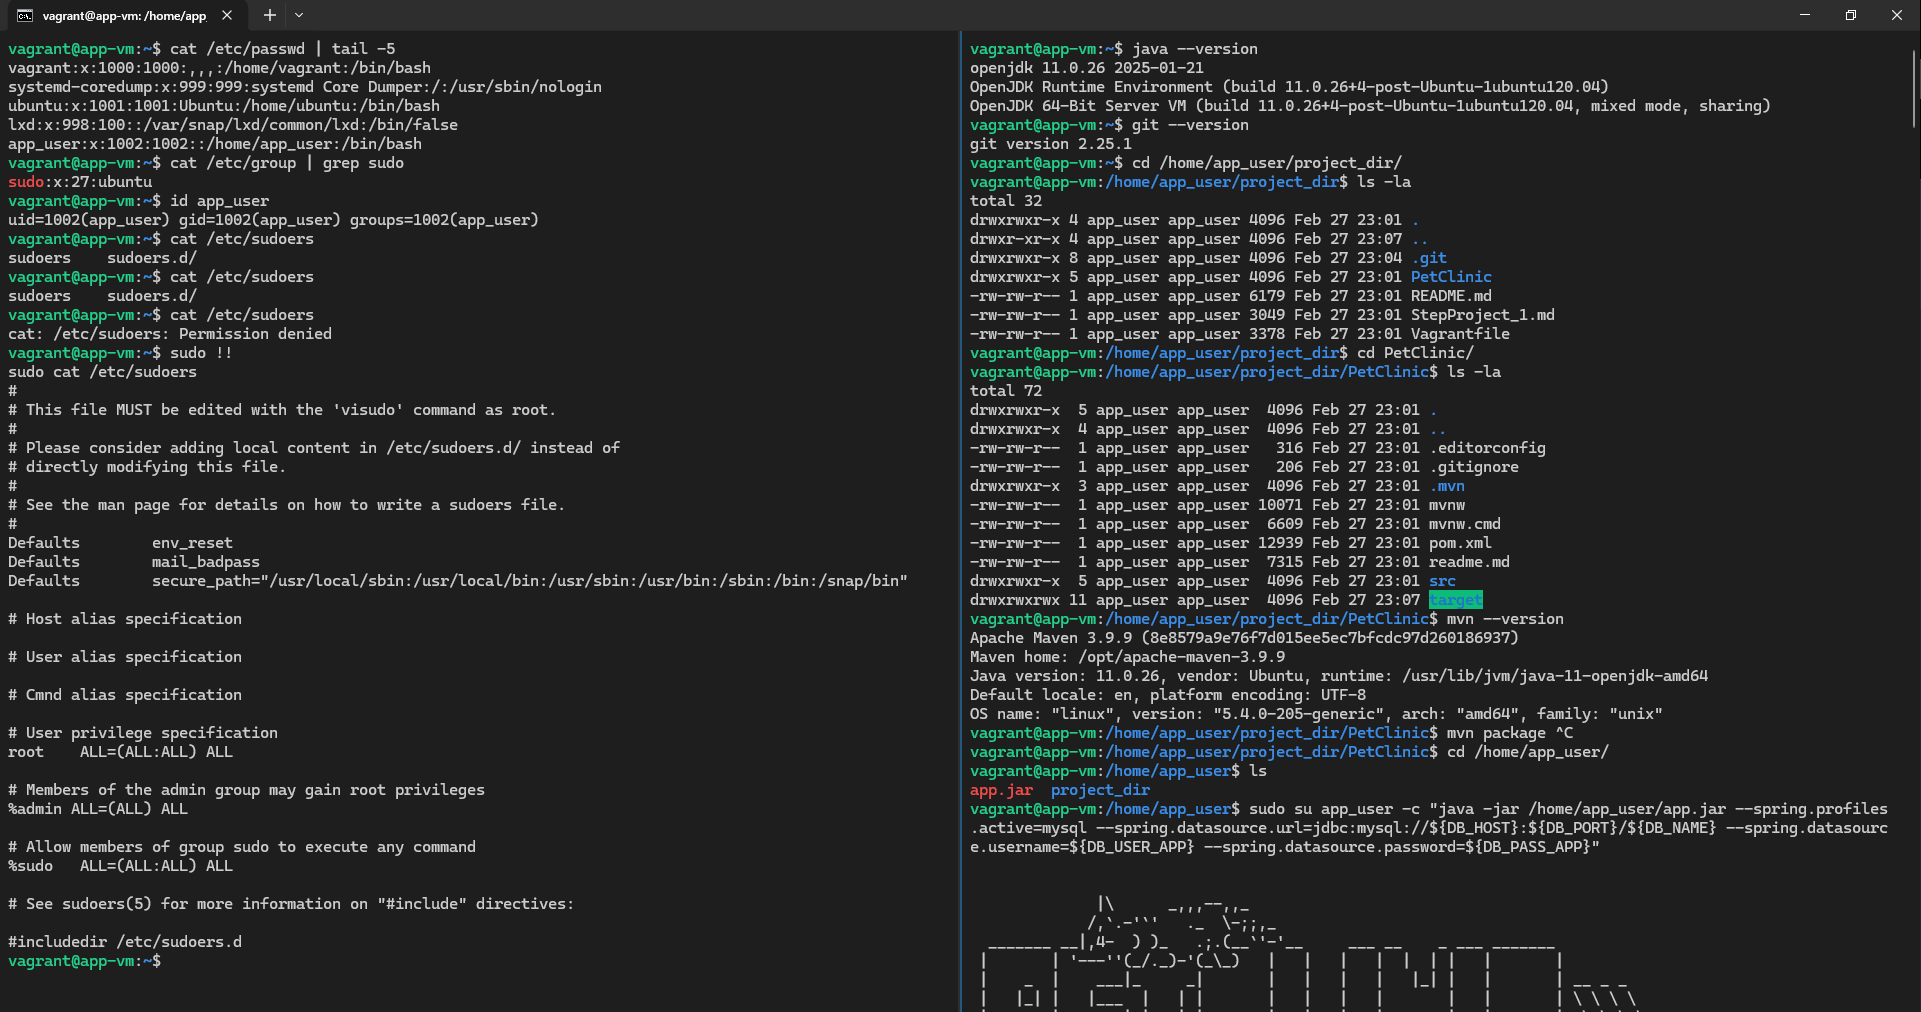 vagrant@app-vm: /home/app_
vagrant@app-vm:~$ cat /etc/passwd | tail -5
vagrant:x:1000:1000:,,,:/home/vagrant:/bin/bash
systemd-coredump:x:999:999:systemd Core Dumper:/:/usr/sbin/nologin
ubuntu:x:1001:1001:Ubuntu:/home/ubuntu:/bin/bash
lxd:x:998:100::/var/snap/lxd/common/lxd:/bin/false
app_user:x:1002:1002::/home/app_user:/bin/bash
vagrant@app-vm:~$ cat /etc/group | grep sudo
sudo:x:27:ubuntu
vagrant@app-vm:~$ id app_user
uid=1002(app_user) gid=1002(app_user) groups=1002(app_user)
vagrant@app-vm:~$ cat /etc/sudoers
sudoers    sudoers.d/
vagrant@app-vm:~$ cat /etc/sudoers
sudoers    sudoers.d/
vagrant@app-vm:~$ cat /etc/sudoers
cat: /etc/sudoers: Permission denied
vagrant@app-vm:~$ sudo !!
sudo cat /etc/sudoers
#
# This file MUST be edited with the 'visudo' command as root.
#
# Please consider adding local content in /etc/sudoers.d/ instead of
# directly modifying this file.
#
# See the man page for details on how to write a sudoers file.
#
Defaults        env_reset
Defaults        mail_badpass
Defaults        secure_path="/usr/local/sbin:/usr/local/bin:/usr/sbin:/usr/bin:/sbin:/bin:/snap/bin"
# Host alias specification
# User alias specification
# Cmnd alias specification
# User privilege specification
root    ALL=(ALL:ALL) ALL
# Members of the admin group may gain root privileges
%admin ALL=(ALL) ALL
# Allow members of group sudo to execute any command
%sudo   ALL=(ALL:ALL) ALL
# See sudoers(5) for more information on "#include" directives:
#includedir /etc/sudoers.d
vagrant@app-vm:~$
vagrant@app-vm:~$ java --version
openjdk 11.0.26 2025-01-21
OpenJDK Runtime Environment (build 11.0.26+4-post-Ubuntu-1ubuntu120.04)
OpenJDK 64-Bit Server VM (build 11.0.26+4-post-Ubuntu-1ubuntu120.04, mixed mode, sharing)
vagrant@app-vm:~$ git --version
git version 2.25.1
vagrant@app-vm:~$ cd /home/app_user/project_dir/
vagrant@app-vm:/home/app_user/project_dir$ ls -la
total 32
drwxrwxr-x 4 app_user app_user 4096 Feb 27 23:01 .
drwxr-xr-x 4 app_user app_user 4096 Feb 27 23:07 ..
drwxrwxr-x 8 app_user app_user 4096 Feb 27 23:04 .git
drwxrwxr-x 5 app_user app_user 4096 Feb 27 23:01 PetClinic
-rw-rw-r-- 1 app_user app_user 6179 Feb 27 23:01 README.md
-rw-rw-r-- 1 app_user app_user 3049 Feb 27 23:01 StepProject_1.md
-rw-rw-r-- 1 app_user app_user 3378 Feb 27 23:01 Vagrantfile
vagrant@app-vm:/home/app_user/project_dir$ cd PetClinic/
vagrant@app-vm:/home/app_user/project_dir/PetClinic$ ls -la
total 72
drwxrwxr-x  5 app_user app_user  4096 Feb 27 23:01 .
drwxrwxr-x  4 app_user app_user  4096 Feb 27 23:01 ..
-rw-rw-r--  1 app_user app_user   316 Feb 27 23:01 .editorconfig
-rw-rw-r--  1 app_user app_user   206 Feb 27 23:01 .gitignore
drwxrwxr-x  3 app_user app_user  4096 Feb 27 23:01 .mvn
-rw-rw-r--  1 app_user app_user 10071 Feb 27 23:01 mvnw
-rw-rw-r--  1 app_user app_user  6609 Feb 27 23:01 mvnw.cmd
-rw-rw-r--  1 app_user app_user 12939 Feb 27 23:01 pom.xml
-rw-rw-r--  1 app_user app_user  7315 Feb 27 23:01 readme.md
drwxrwxr-x  5 app_user app_user  4096 Feb 27 23:01 src
drwxrwxrwx 11 app_user app_user  4096 Feb 27 23:07 target
vagrant@app-vm:/home/app_user/project_dir/PetClinic$ mvn --version
Apache Maven 3.9.9 (8e8579a9e76f7d015ee5ec7bfcdc97d260186937)
Maven home: /opt/apache-maven-3.9.9
Java version: 11.0.26, vendor: Ubuntu, runtime: /usr/lib/jvm/java-11-openjdk-amd64
Default locale: en, platform encoding: UTF-8
OS name: "linux", version: "5.4.0-205-generic", arch: "amd64", family: "unix"
vagrant@app-vm:/home/app_user/project_dir/PetClinic$ mvn package ^C
vagrant@app-vm:/home/app_user/project_dir/PetClinic$ cd /home/app_user/
vagrant@app-vm:/home/app_user$ ls
app.jar  project_dir
vagrant@app-vm:/home/app_user$ sudo su app_user -c "java -jar /home/app_user/app.jar --spring.profiles
.active=mysql --spring.datasource.url=jdbc:mysql://${DB_HOST}:${DB_PORT}/${DB_NAME} --spring.datasourc
e.username=${DB_USER_APP} --spring.datasource.password=${DB_PASS_APP}"